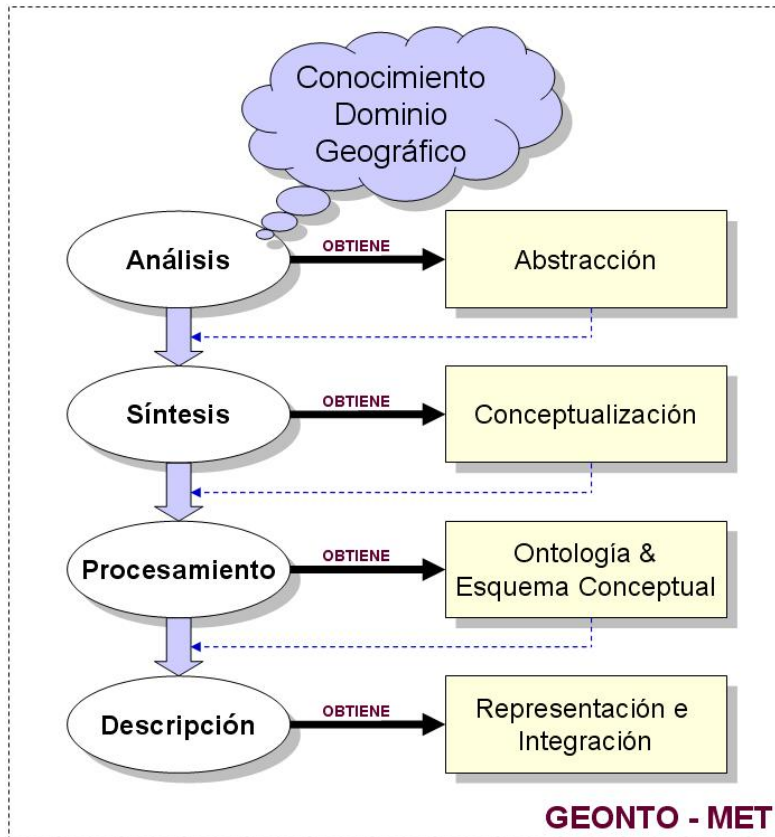 Conocimiento
Dominio
Geográfico
Análisis
OBTIENE
Abstracción
Síntesis
OBTIENE
Conceptualización
Procesamiento
OBTIENE
Ontología &
Esquema Conceptual
Descripción
OBTIENE
Representación e
Integración
GEONTO - MET